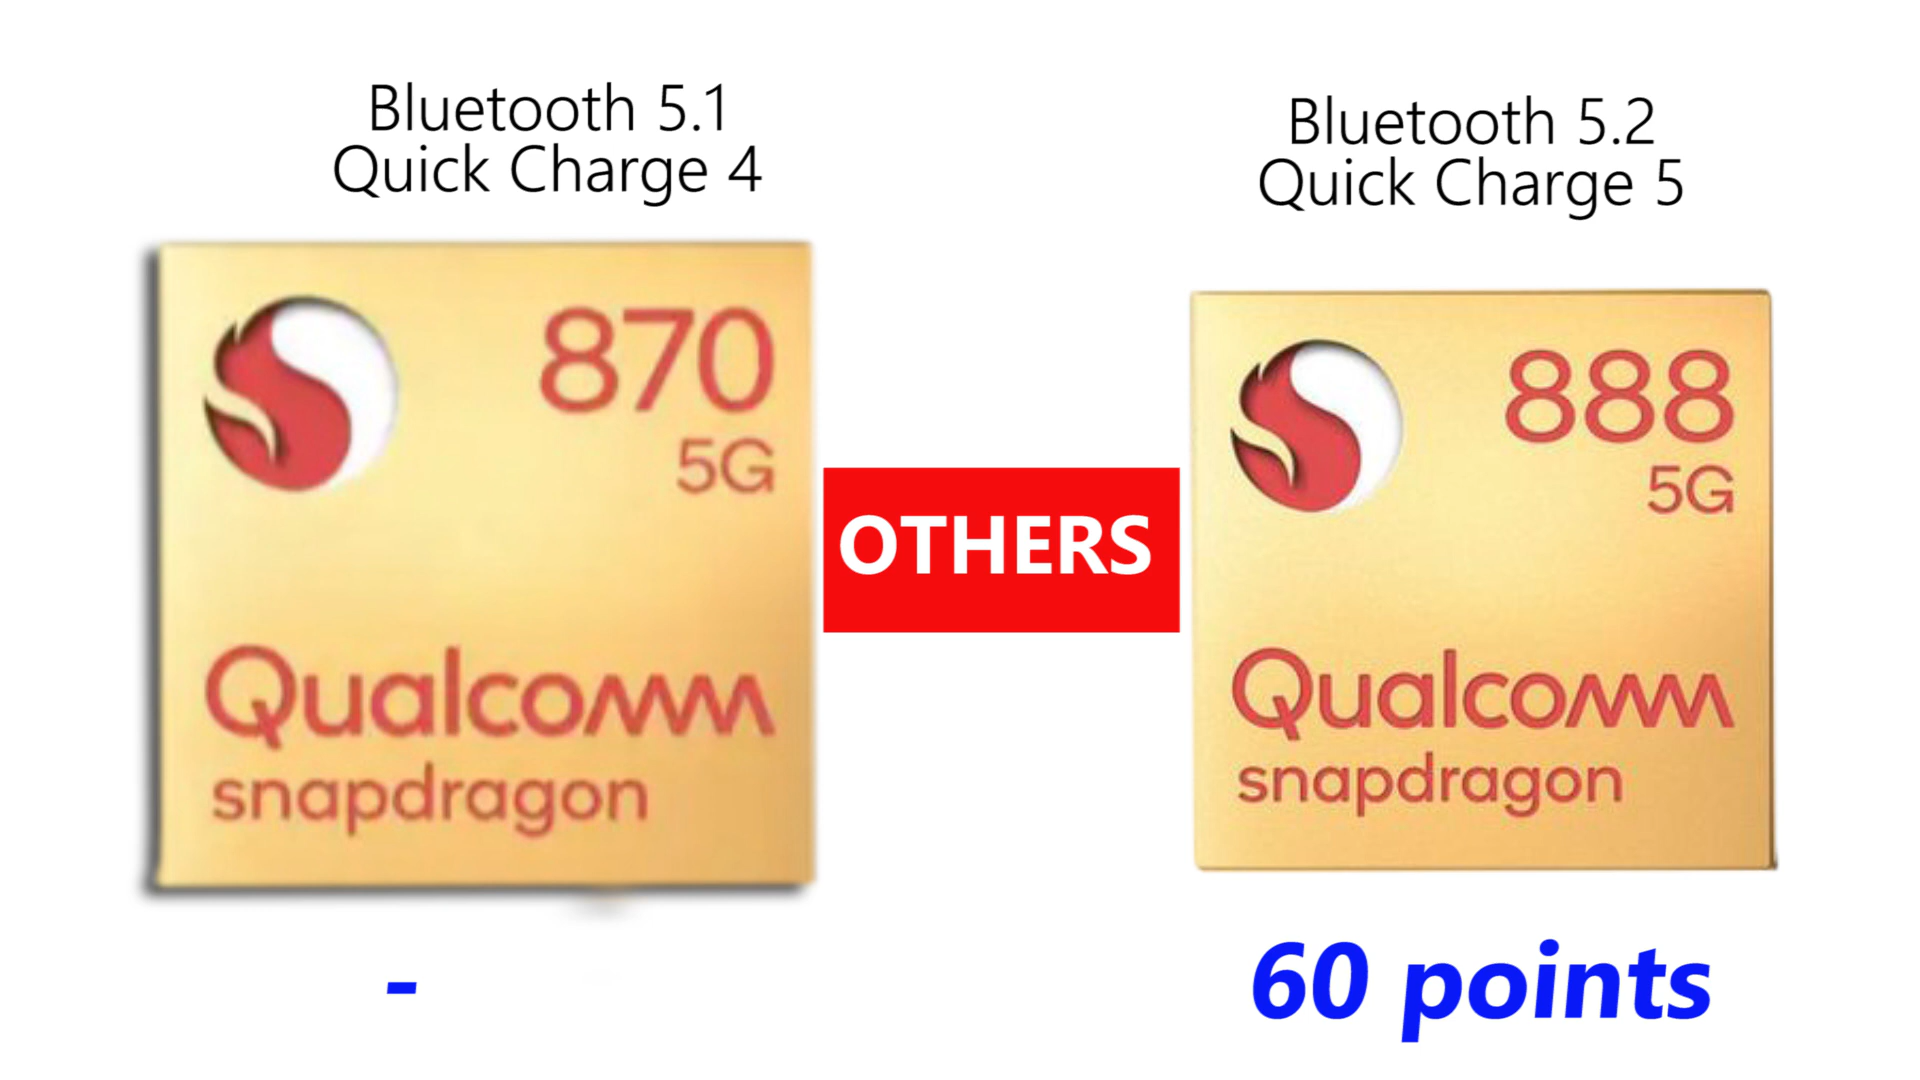 Bluetooth 5.1
Quick Charge 4
870
5G
Qualcomm
snapdragon
-
OTHERS
Bluetooth 5.2
Quick Charge 5
888
5G
Qualcomm
snapdragon
60 points